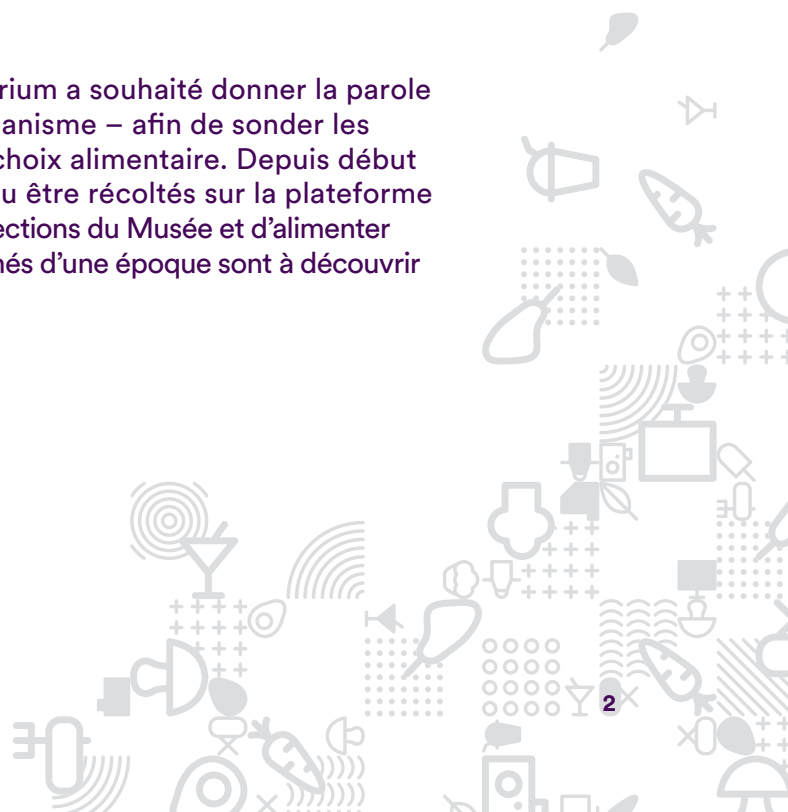 rium a souhaité donner la parole
anisme – afin de sonder les
choix alimentaire. Depuis début
u être récoltés sur la plateforme
ections du Musée et d’alimenter
és d’une époque sont à découvrir
2